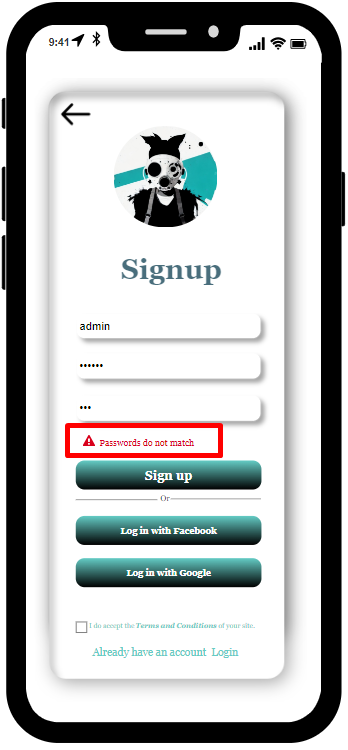 9:41
Signup
admin
••••••
•••
Passwords do not match
Sign up
Or
Log in with Facebook
Log in with Google
I do accept the Terms and Conditions of your site.
Already have an account Login